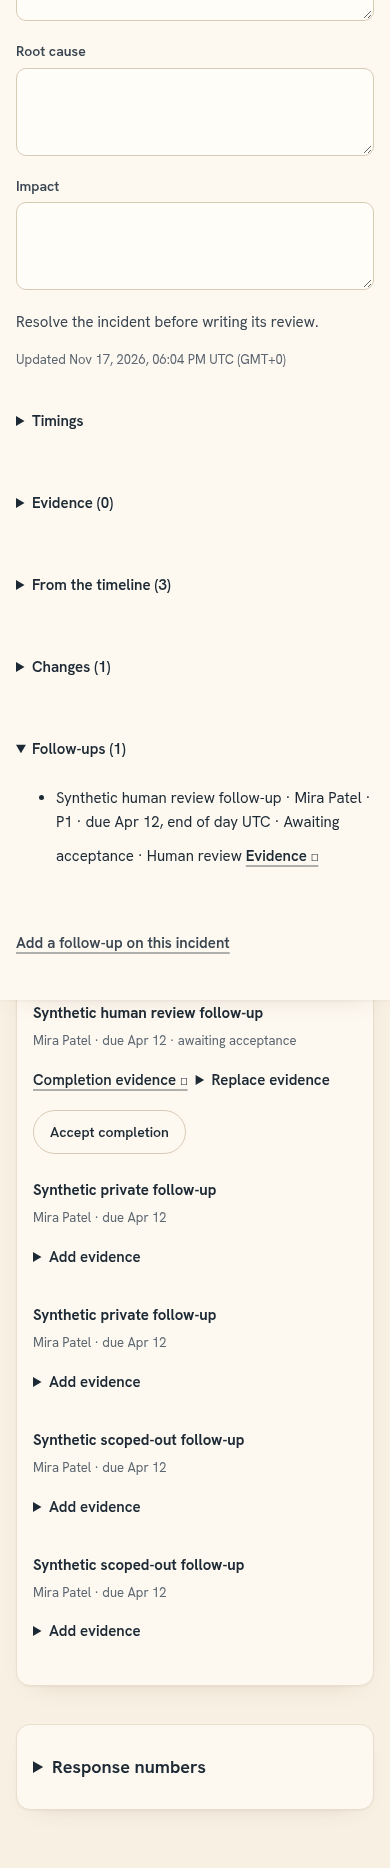 Root cause
Impact
Resolve the incident before writing its review.
Updated Nov 17, 2026, 06:04 PM UTC (GMT+0)
Timings
Evidence (0)
From the timeline (3)
Changes (1)
Follow-ups (1)
Synthetic human review follow-up · Mira Patel ·
P1 · due Apr 12, end of day UTC · Awaiting
acceptance · Human review Evidence
Add a follow-up on this incident
Synthetic human review follow-up
Mira Patel · due Apr 12 · awaiting acceptance
Completion evidence Replace evidence
Accept completion
Synthetic private follow-up
Mira Patel · due Apr 12
Add evidence
Synthetic private follow-up
Mira Patel · due Apr 12
Add evidence
Synthetic scoped-out follow-up
Mira Patel · due Apr 12
Add evidence
Synthetic scoped-out follow-up
Mira Patel · due Apr 12
Add evidence
Response numbers